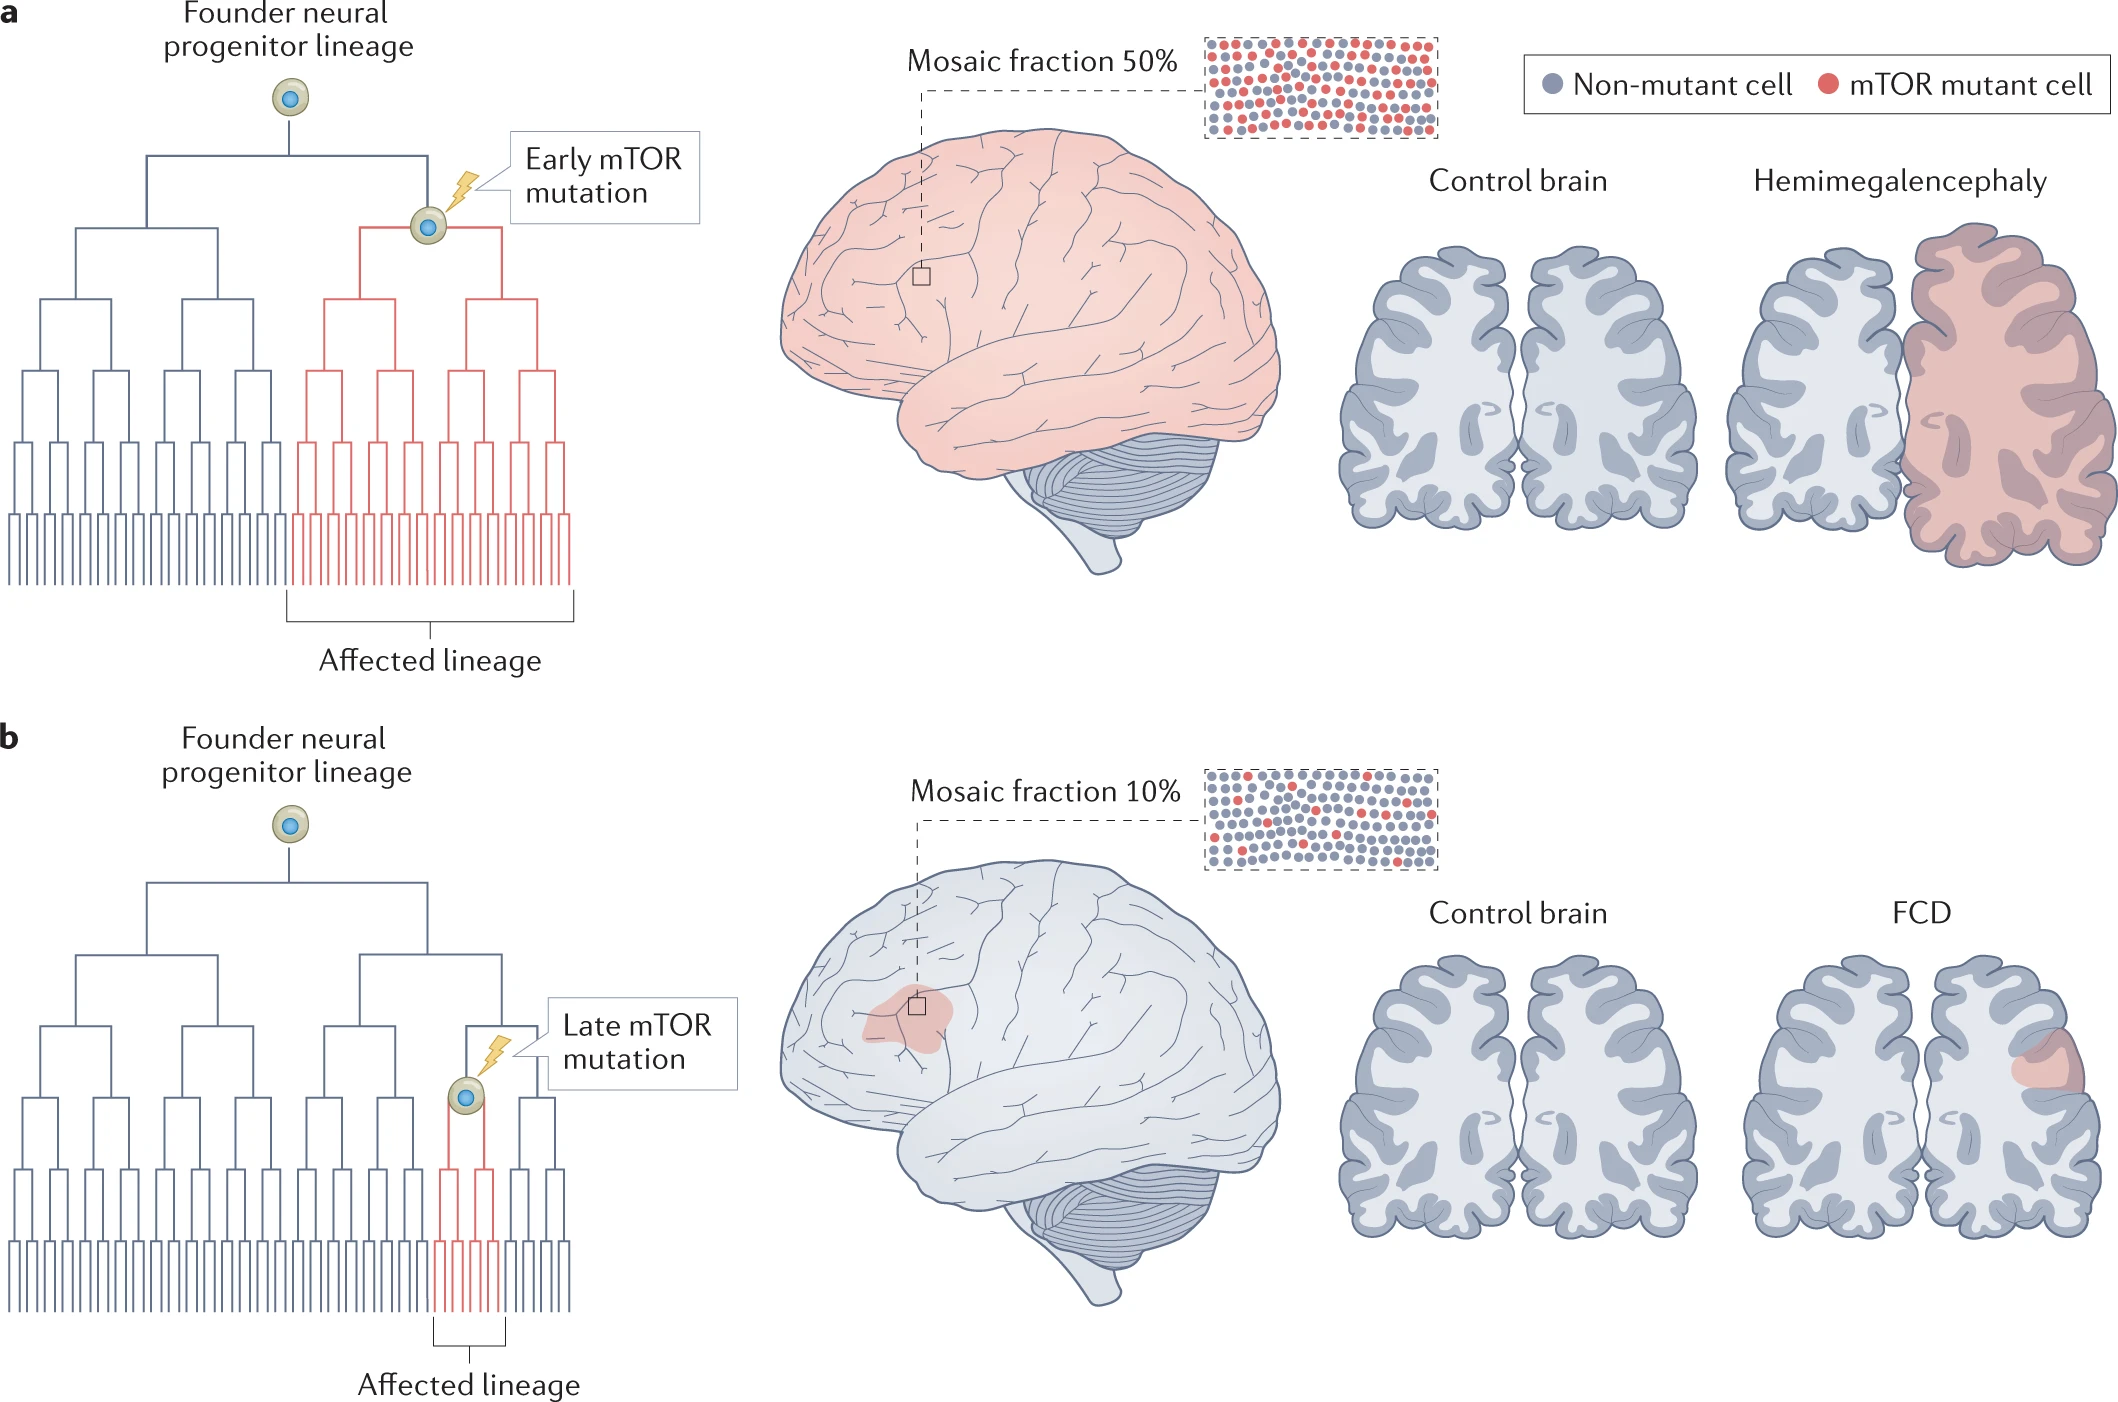 a
Founder neural
progenitor lineage
Early mTOR
mutation
Affected lineage
Mosaic fraction 50%
Non-mutant cell
mTOR mutant cell
Control brain
Hemimegalencephaly
b
Founder neural
progenitor lineage
Late mTOR
mutation
Affected lineage
Mosaic fraction 10%
Control brain
FCD